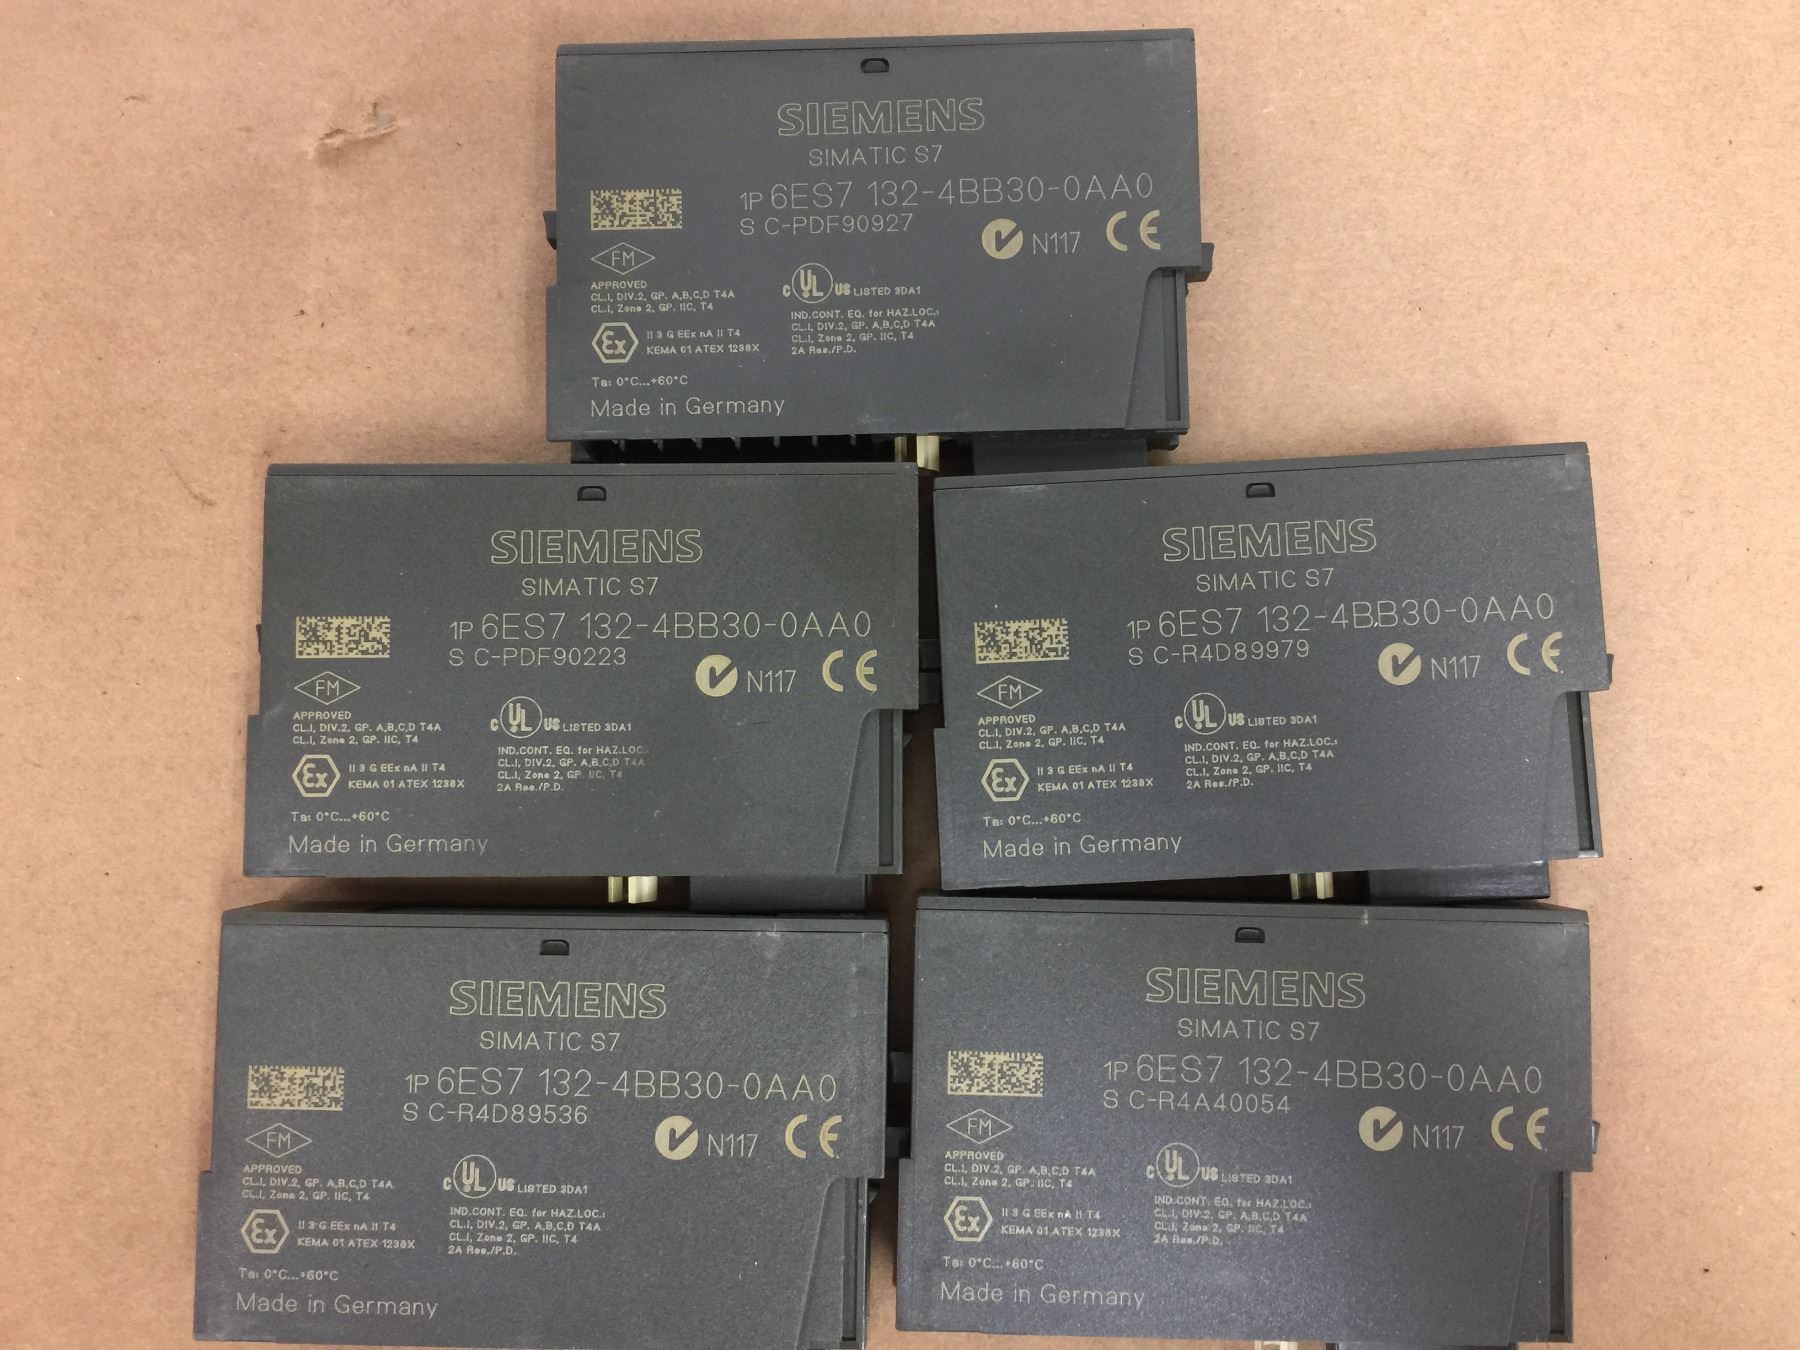 SIEMENS
SIMATIC S7
1P 6ES7 132-4BB30-0AA0
S C-PDF90927
N117 CE
FM
APPROVED
CL.I, DIV.2, GP. A,B,C,D T4A
CL.I, Zone 2, GP. IIC, T4
C UL US LISTED 3DA1
IND.CONT. EQ. for HAZ.LOC.:
CL.I, DIV.2, GP. A,B,C,D T4A
CL.I, Zone 2, GP. IIC, T4
2A Res./P.D.
Ex II 3 G EEx nA II T4
KEMA 01 ATEX 1238X
Ta: 0°C...+60°C
Made in Germany
SIEMENS
SIMATIC S7
1P 6ES7 132-4BB30-0AA0
S C-PDF90223
N117 CE
FM
APPROVED
CL.I, DIV.2, GP. A,B,C,D T4A
CL.I, Zone 2, GP. IIC, T4
C UL US LISTED 3DA1
IND.CONT. EQ. for HAZ.LOC.:
CL.I, DIV.2, GP. A,B,C,D T4A
CL.I, Zone 2, GP. IIC, T4
2A Res./P.D.
Ex II 3 G EEx nA II T4
KEMA 01 ATEX 1238X
Ta: 0°C...+60°C
Made in Germany
SIEMENS
SIMATIC S7
1P 6ES7 132-4BB30-0AA0
S C-R4D89979
N117 CE
FM
APPROVED
CL.I, DIV.2, GP. A,B,C,D T4A
CL.I, Zone 2, GP. IIC, T4
C UL US LISTED 3DA1
IND.CONT. EQ. for HAZ.LOC.:
CL.I, DIV.2, GP. A,B,C,D T4A
CL.I, Zone 2, GP. IIC, T4
2A Res./P.D.
Ex II 3 G EEx nA II T4
KEMA 01 ATEX 1238X
Ta: 0°C...+60°C
Made in Germany
SIEMENS
SIMATIC S7
1P 6ES7 132-4BB30-0AA0
S C-R4D89536
N117 CE
FM
APPROVED
CL.I, DIV.2, GP. A,B,C,D T4A
CL.I, Zone 2, GP. IIC, T4
C UL US LISTED 3DA1
IND.CONT. EQ. for HAZ.LOC.:
CL.I, DIV.2, GP. A,B,C,D T4A
CL.I, Zone 2, GP. IIC, T4
2A Res./P.D.
Ex II 3 G EEx nA II T4
KEMA 01 ATEX 1238X
Ta: 0°C...+60°C
Made in Germany
SIEMENS
SIMATIC S7
1P 6ES7 132-4BB30-0AA0
S C-R4A40054
N117 CE
FM
APPROVED
CL.I, DIV.2, GP. A,B,C,D T4A
CL.I, Zone 2, GP. IIC, T4
C UL US LISTED 3DA1
IND.CONT. EQ. for HAZ.LOC.:
CL.I, DIV.2, GP. A,B,C,D T4A
CL.I, Zone 2, GP. IIC, T4
2A Res./P.D.
Ex II 3 G EEx nA II T4
KEMA 01 ATEX 1238X
Ta: 0°C...+60°C
Made in Germany